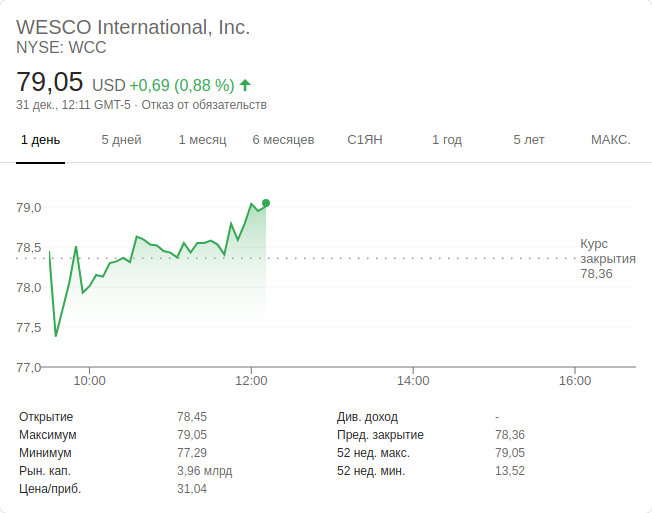 WESCO International, Inc.
NYSE: WCC
79,05 USD +0,69 (0,88 %)
31 дек., 12:11 GMT-5 · Отказ от обязательств
1 день 5 дней 1 месяц 6 месяцев С1ЯН 1 год 5 лет МАКС.
79,0
78,5
78,0
77,5
77,0
Курс
закрытия
78,36
10:00 12:00 14:00 16:00
Открытие 78,45 Див. доход -
Максимум 79,05 Пред. закрытие 78,36
Минимум 77,29 52 нед. макс. 79,05
Рын. кап. 3,96 млрд 52 нед. мин. 13,52
Цена/приб. 31,04